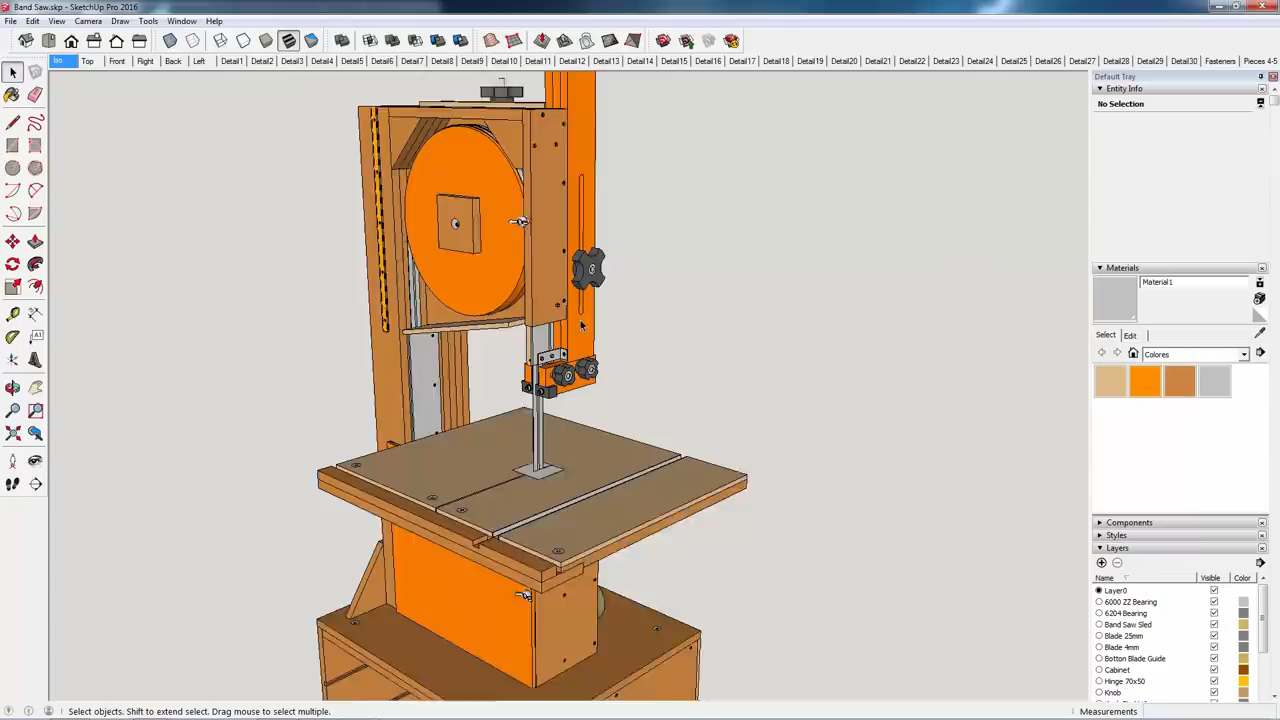 Band Saw.skp - SketchUp Pro 2016
File Edit View Camera Draw Tools Window Help
Iso Top Front Right Back Left Detail1 Detail2 Detail3 Detail4 Detail5 Detail6 Detail7 Detail8 Detail9 Detail10 Detail11 Detail12 Detail13 Detail14 Detail15 Detail16 Detail17 Detail18 Detail19 Detail20 Detail21 Detail22 Detail23 Detail24 Detail25 Detail26 Detail27 Detail28 Detail29 Detail30 Fasteners Pieces 4-5
Default Tray
Entity Info
No Selection
Materials
Material1
Select Edit
Colores
Components
Styles
Layers
Name Visible Color
Layer0
6000 ZZ Bearing
6204 Bearing
Band Saw Sled
Blade 25mm
Blade 4mm
Botton Blade Guide
Cabinet
Hinge 70x50
Knob
Select objects. Shift to extend select. Drag mouse to select multiple.
Measurements